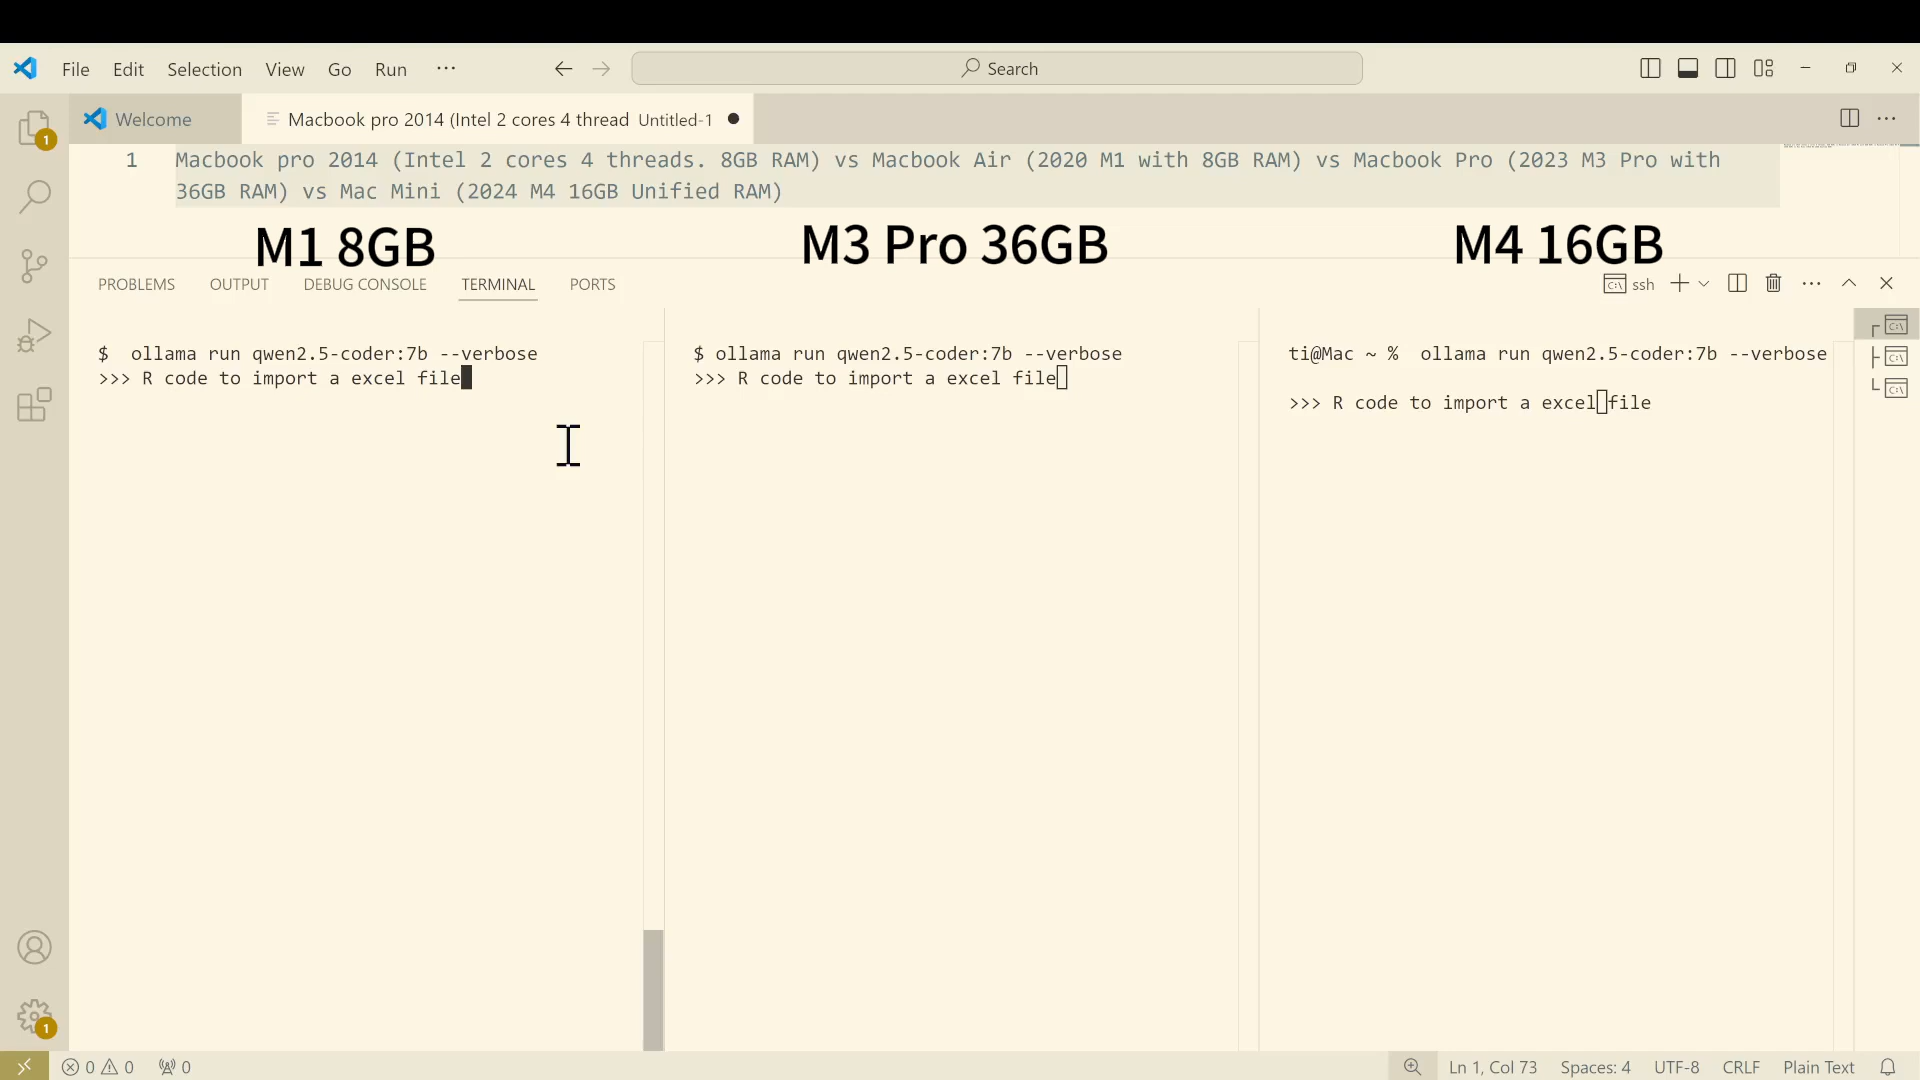 File Edit Selection View Go Run ··· Search
Welcome Macbook pro 2014 (Intel 2 cores 4 thread Untitled-1
1 Macbook pro 2014 (Intel 2 cores 4 threads. 8GB RAM) vs Macbook Air (2020 M1 with 8GB RAM) vs Macbook Pro (2023 M3 Pro with
36GB RAM) vs Mac Mini (2024 M4 16GB Unified RAM)
M1 8GB M3 Pro 36GB M4 16GB
PROBLEMS OUTPUT DEBUG CONSOLE TERMINAL PORTS ssh
$ ollama run qwen2.5-coder:7b --verbose
>>> R code to import a excel file
$ ollama run qwen2.5-coder:7b --verbose
>>> R code to import a excel file
ti@Mac ~ % ollama run qwen2.5-coder:7b --verbose
>>> R code to import a excel file
1
1
0 0 0 Ln 1, Col 73 Spaces: 4 UTF-8 CRLF Plain Text